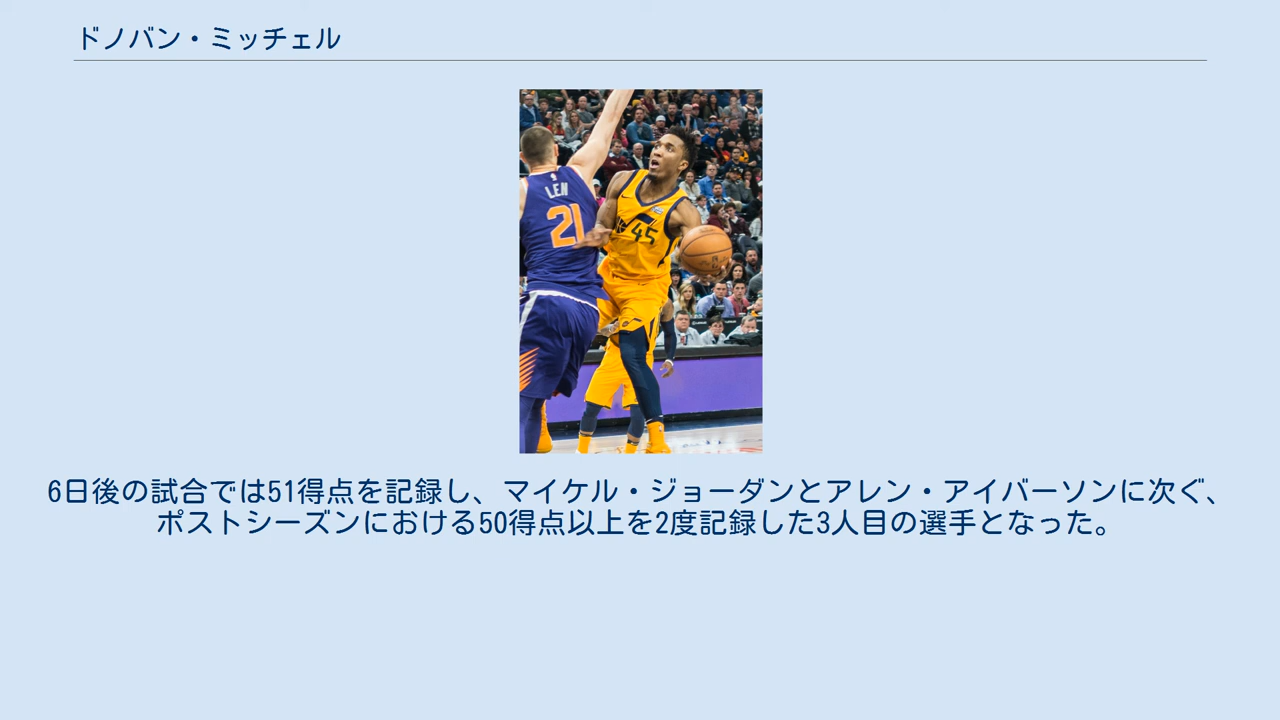 ドノバン・ミッチェル
LEN
21
45
6日後の試合では51得点を記録し、マイケル・ジョーダンとアレン・アイバーソンに次ぐ、
ポストシーズンにおける50得点以上を2度記録した3人目の選手となった。